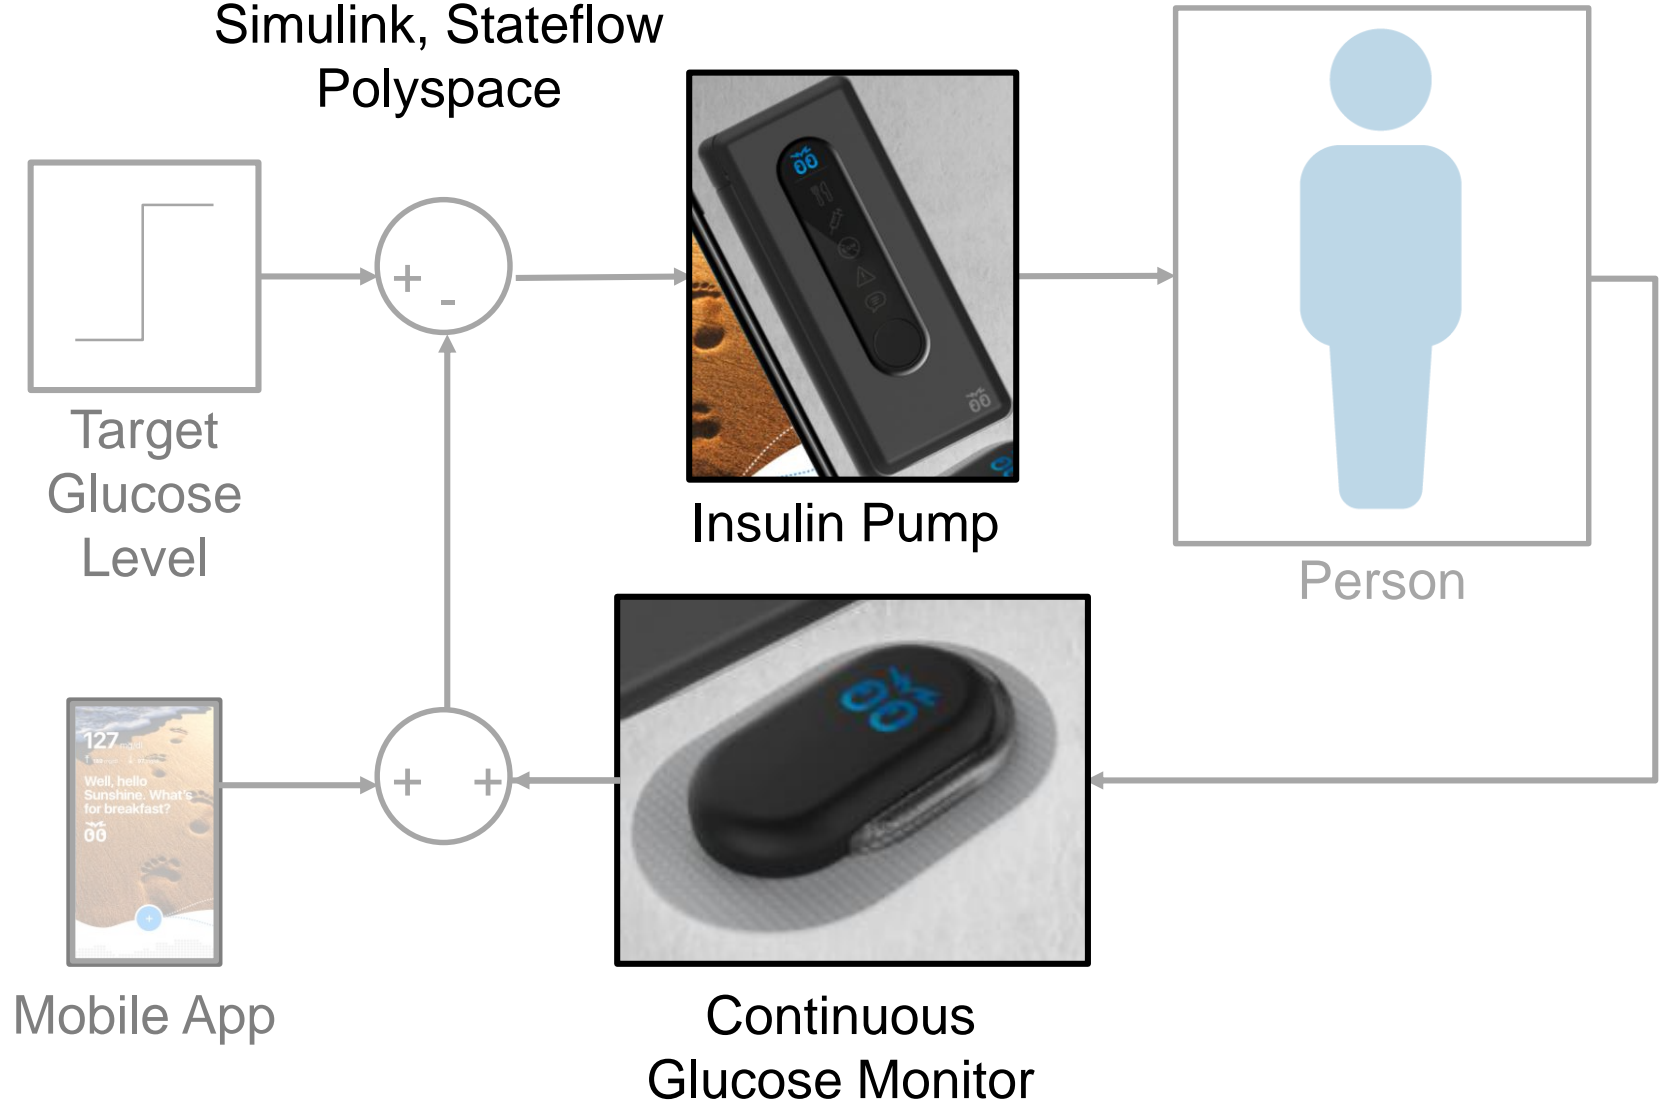 Simulink, Stateflow
Polyspace
+
-
Target
Glucose
Level
Insulin Pump
Person
127
Well, hello
Sunshine. What's
for breakfast?
+
+ +
Mobile App
Continuous
Glucose Monitor